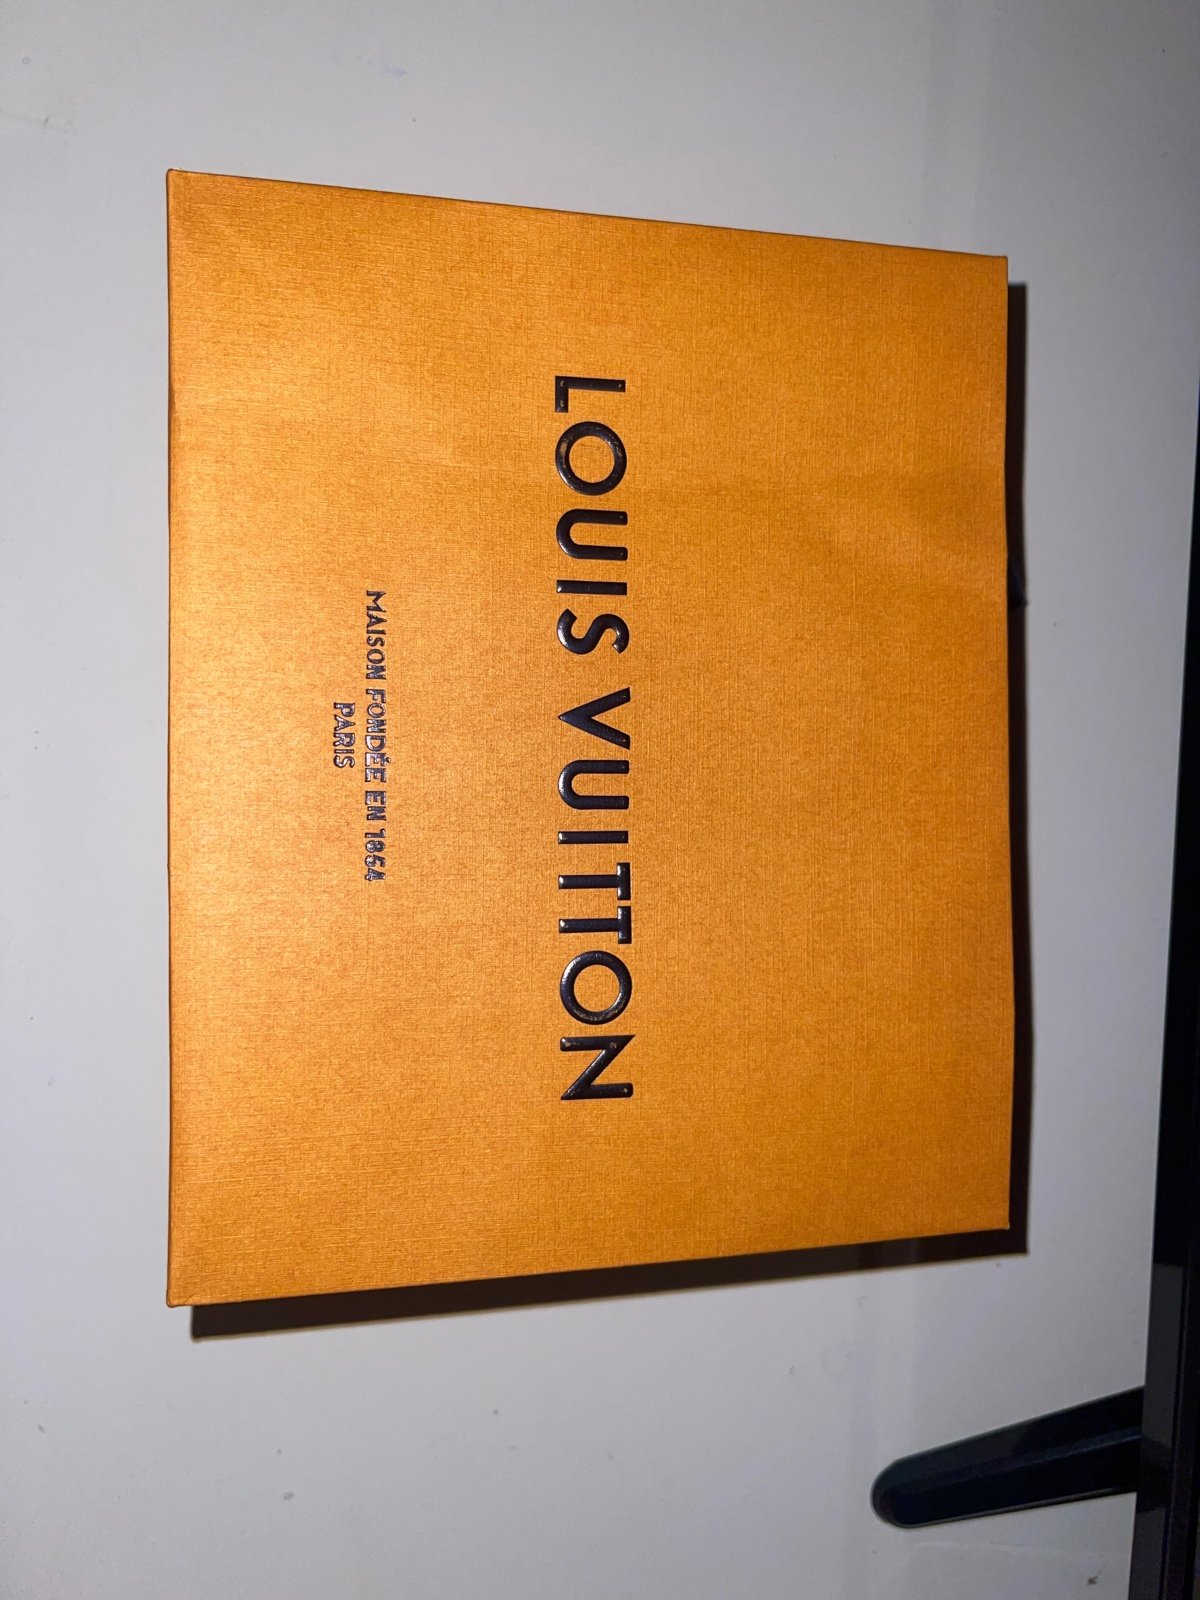 LOUIS VUITTON
MAISON FONDÉE EN 1854
PARIS